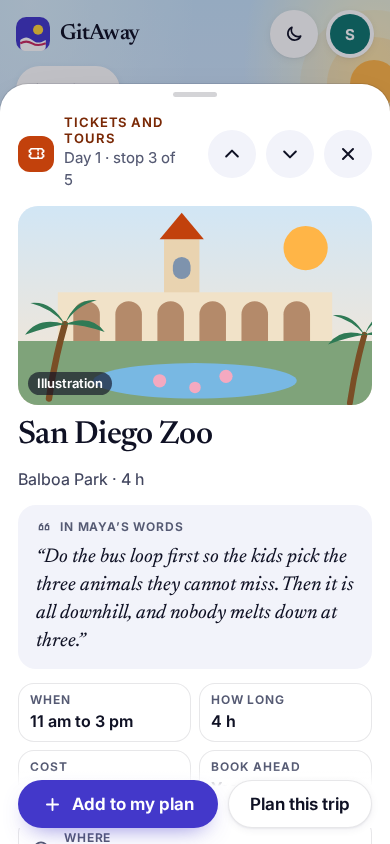 GitAway
S
TICKETS AND
TOURS
Day 1 · stop 3 of
5
Illustration
San Diego Zoo
Balboa Park · 4 h
IN MAYA'S WORDS
“Do the bus loop first so the kids pick the
three animals they cannot miss. Then it is
all downhill, and nobody melts down at
three.”
WHEN
11 am to 3 pm
HOW LONG
4 h
COST
BOOK AHEAD
Add to my plan
Plan this trip
WHERE